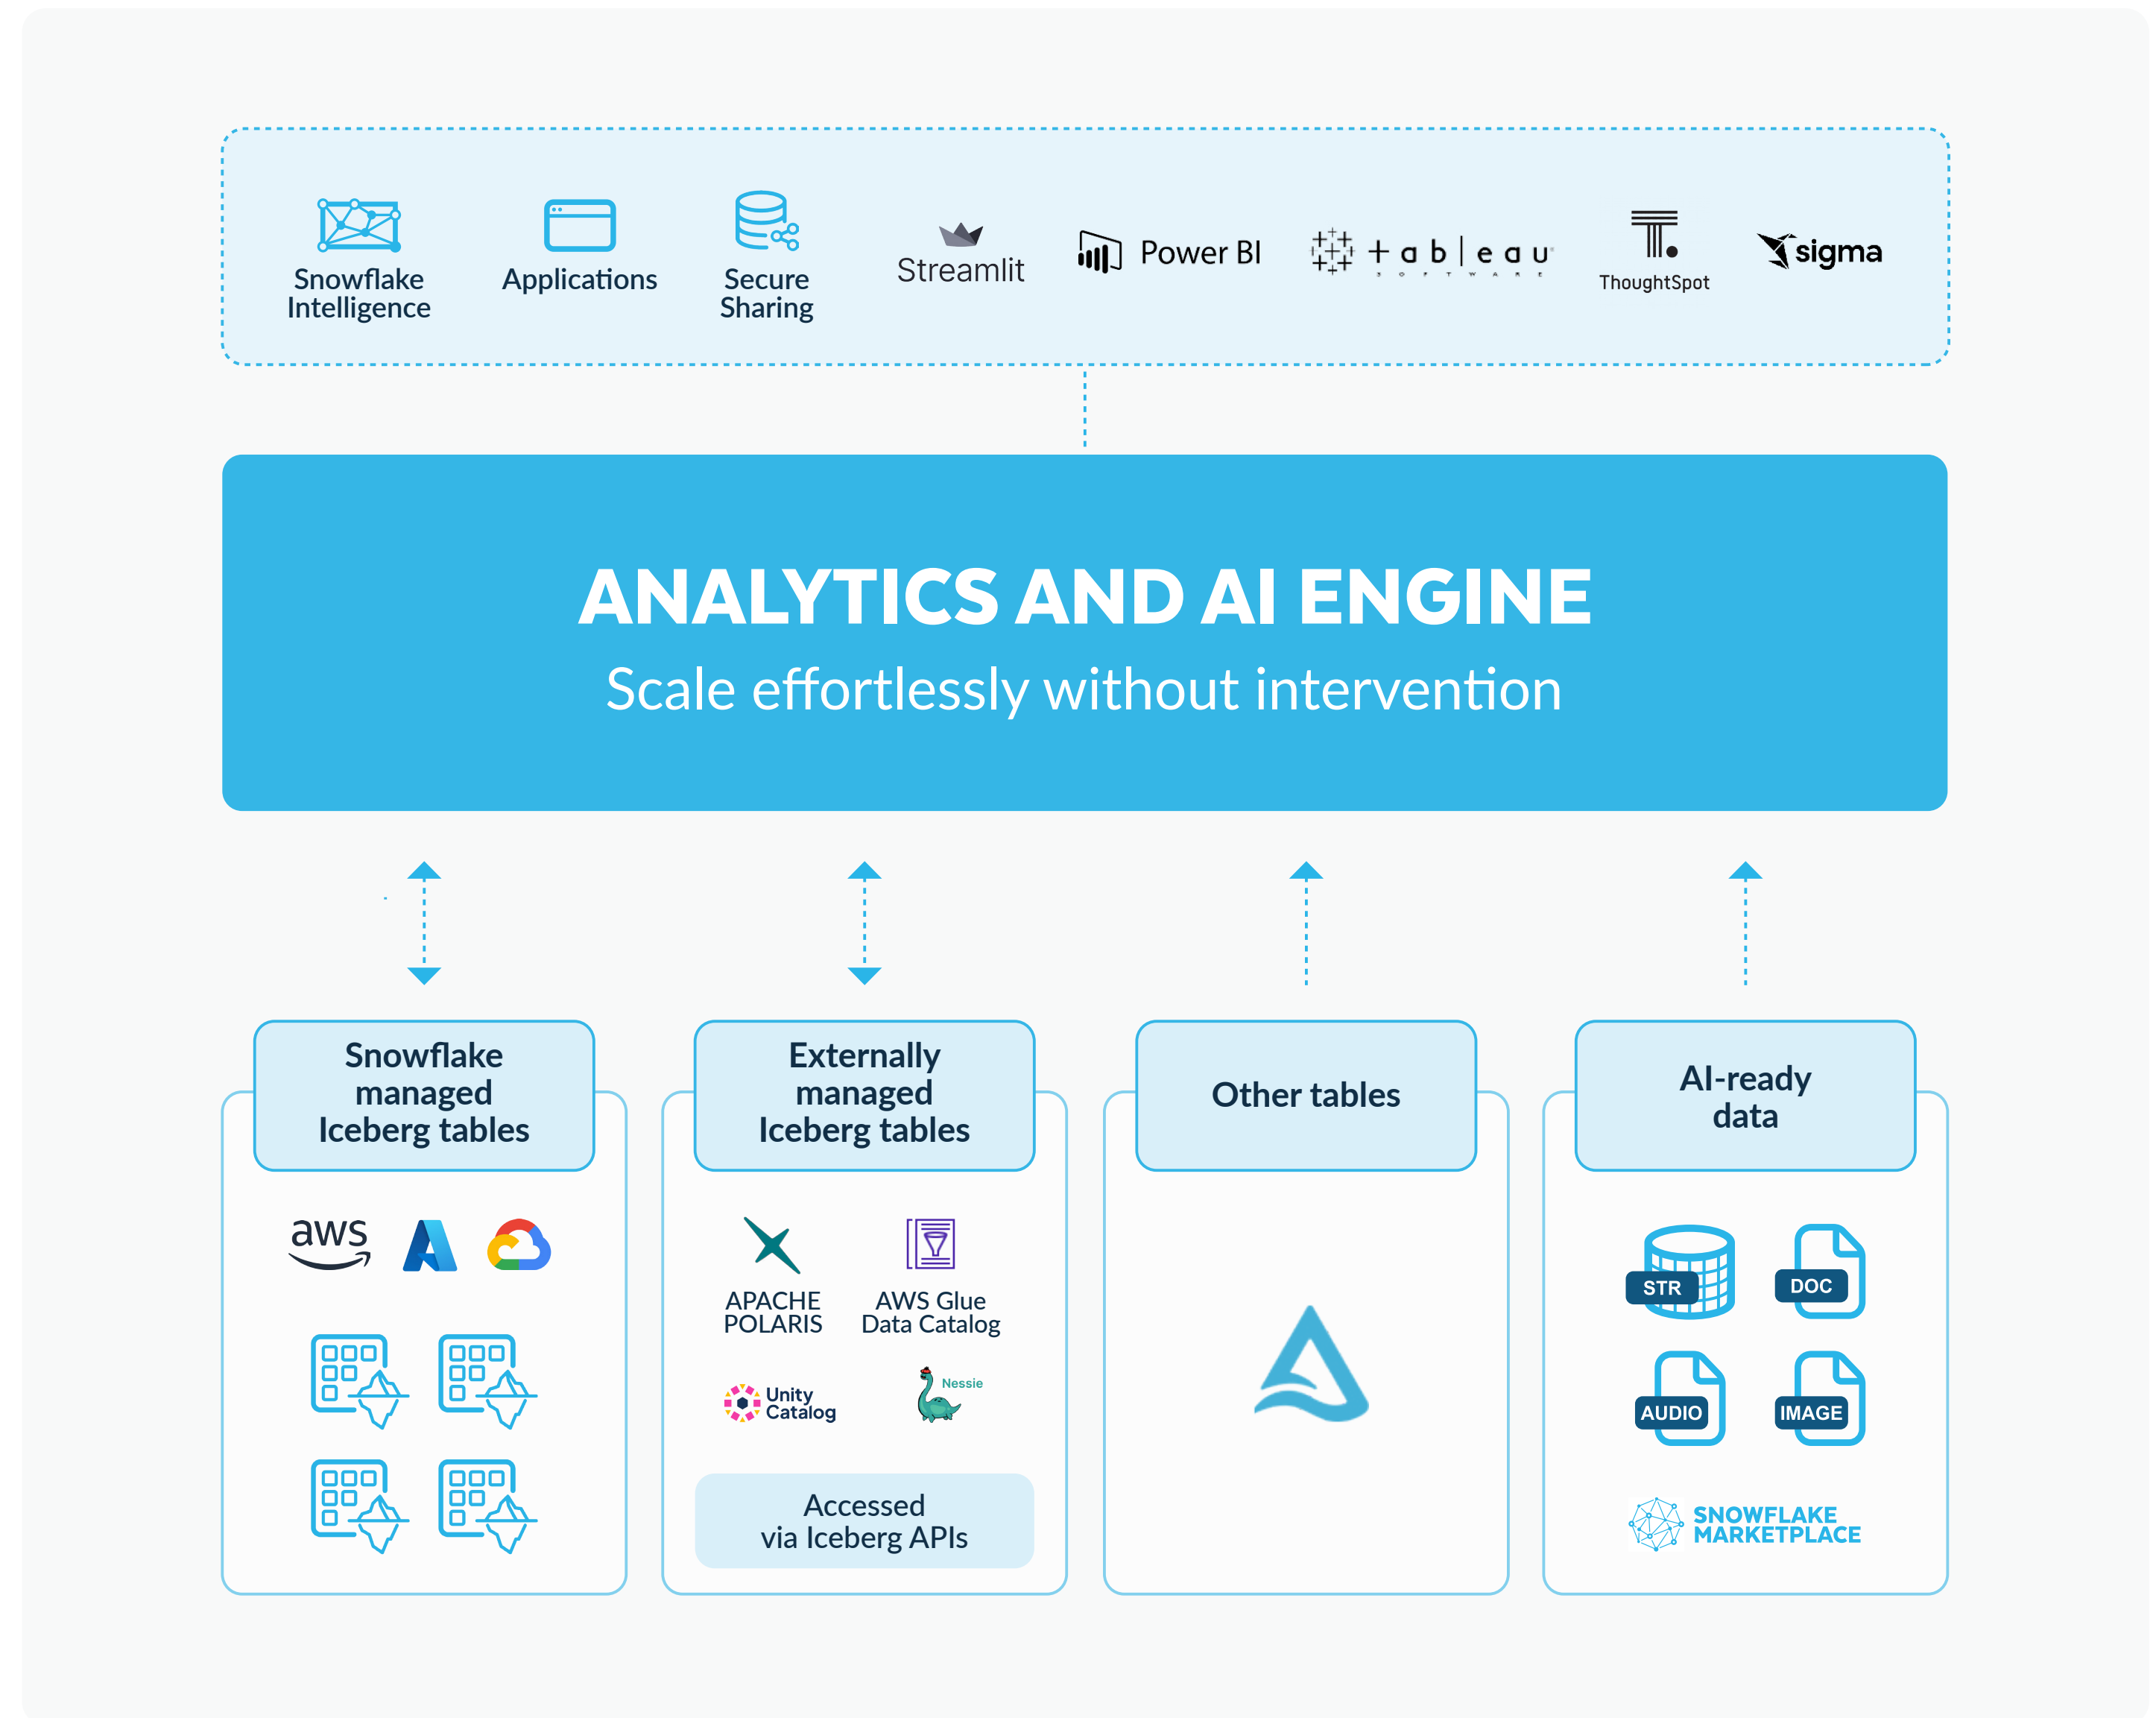 Snowflake
Intelligence
Applications
Secure
Sharing
Streamlit
Power BI
+ableau
SOFTWARE
ThoughtSpot
sigma
ANALYTICS AND AI ENGINE
Scale effortlessly without intervention
Snowflake
managed
Iceberg tables
aws
Externally
managed
Iceberg tables
APACHE
POLARIS
AWS Glue
Data Catalog
Unity
Catalog
Nessie
Accessed
via Iceberg APIs
Other tables
AI-ready
data
STR
DOC
AUDIO
IMAGE
SNOWFLAKE
MARKETPLACE